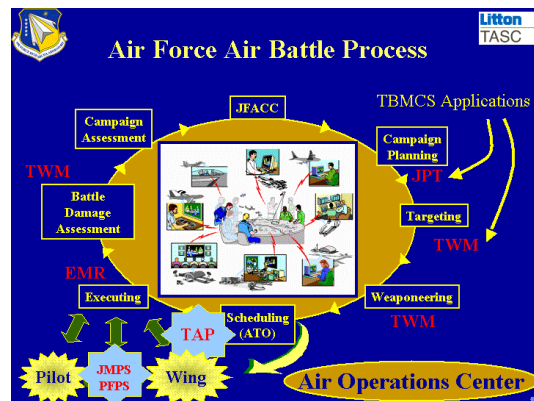 Litton
TASC
Air Force Air Battle Process
JFACC
TBMCS Applications
Campaign
Assessment
Campaign
Planning
TWM
JPT
Battle
Damage
Assessment
Targeting
TWM
EMR
Executing
Weaponeering
TWM
Scheduling
(ATO)
TAP
Pilot
JMPS
PFPS
Wing
Air Operations Center